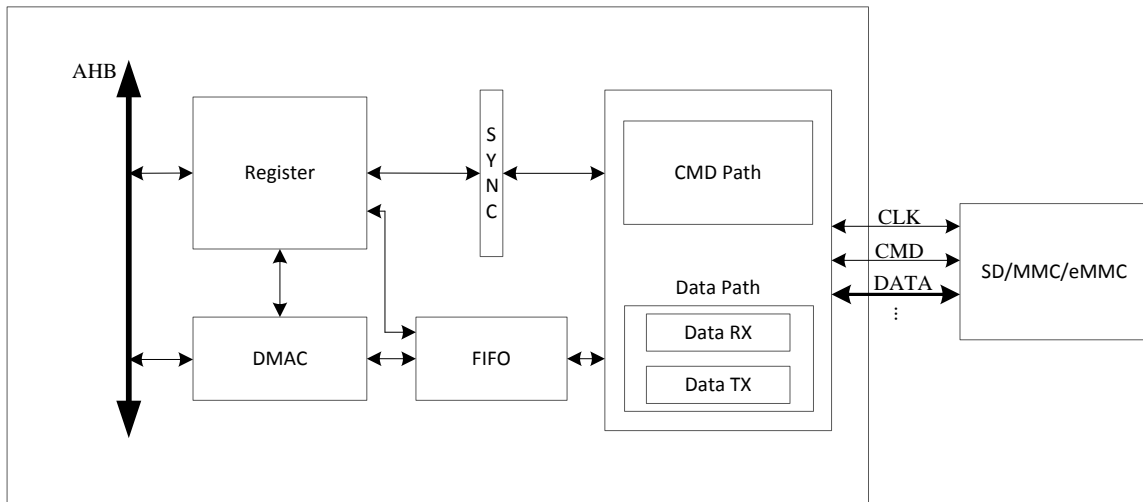 AHB
Register
S
Y
N
C
CMD Path
CLK
CMD
DATA
...
SD/MMC/eMMC
Data Path
Data RX
Data TX
DMAC
FIFO